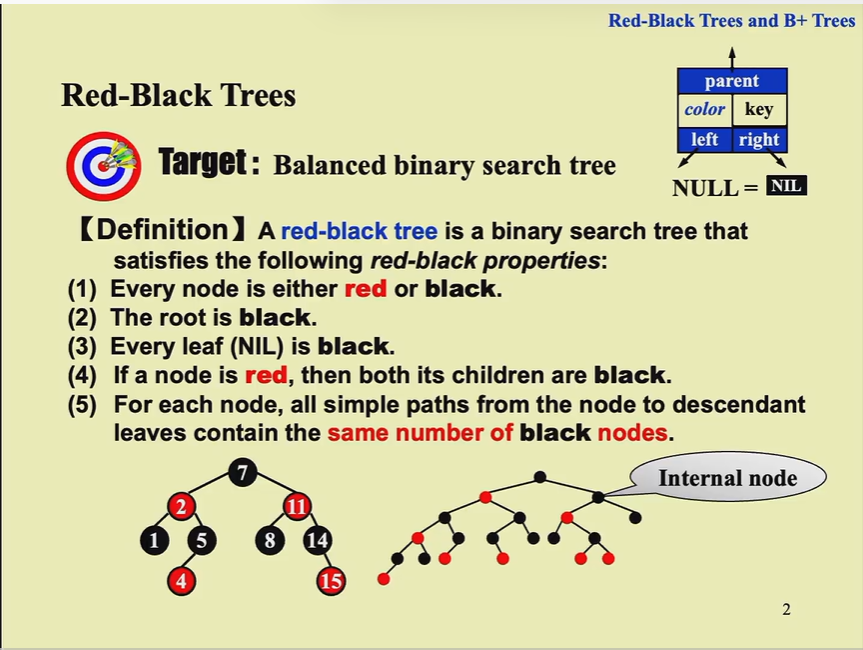 Red-Black Trees and B+ Trees
Red-Black Trees
parent
color key
left right
NULL = NIL
Target : Balanced binary search tree
【Definition】A red-black tree is a binary search tree that
satisfies the following red-black properties:
(1) Every node is either red or black.
(2) The root is black.
(3) Every leaf (NIL) is black.
(4) If a node is red, then both its children are black.
(5) For each node, all simple paths from the node to descendant
leaves contain the same number of black nodes.
7
2 11
1 5 8 14
4 15
Internal node
2